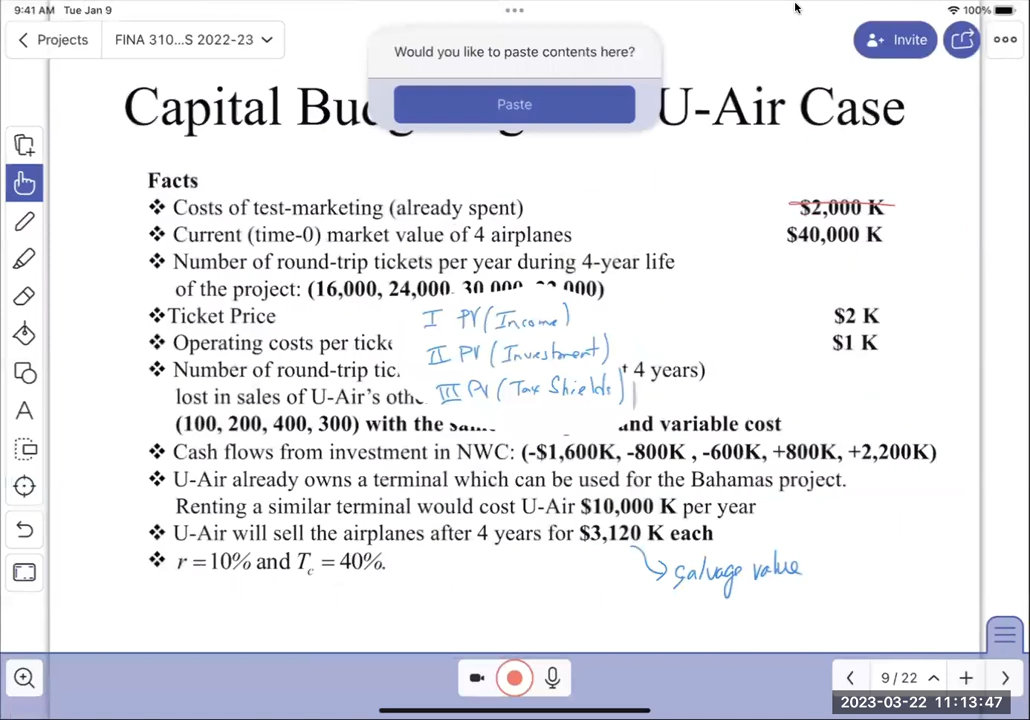 9:41 AM Tue Jan 9
100%
Projects
FINA 310...S 2022-23
Would you like to paste contents here?
Paste
Invite
Capital U-Air Case
Facts
❖ Costs of test-marketing (already spent) $2,000 K
❖ Current (time-0) market value of 4 airplanes $40,000 K
❖ Number of round-trip tickets per year during 4-year life
of the project: (16,000, 24,000,
I PV (Income)
❖Ticket Price $2 K
II PV (Investment)
❖ Operating costs per $1 K
III PV (Tax Shields)
❖ Number of round-trip 4 years)
lost in sales of U-Air's
(100, 200, 400, 300) with the and variable cost
❖ Cash flows from investment in NWC: (-$1,600K, -800K , -600K, +800K, +2,200K)
❖ U-Air already owns a terminal which can be used for the Bahamas project.
Renting a similar terminal would cost U-Air $10,000 K per year
❖ U-Air will sell the airplanes after 4 years for $3,120 K each
❖ r = 10% and Tc = 40%.
salvage value
9 / 22
2023-03-22 11:13:47